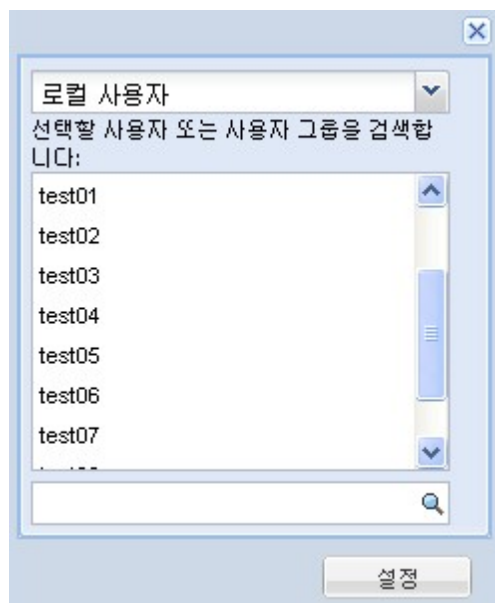 로컬 사용자
선택할 사용자 또는 사용자 그룹을 검색합
니다:
test01
test02
test03
test04
test05
test06
test07
설정